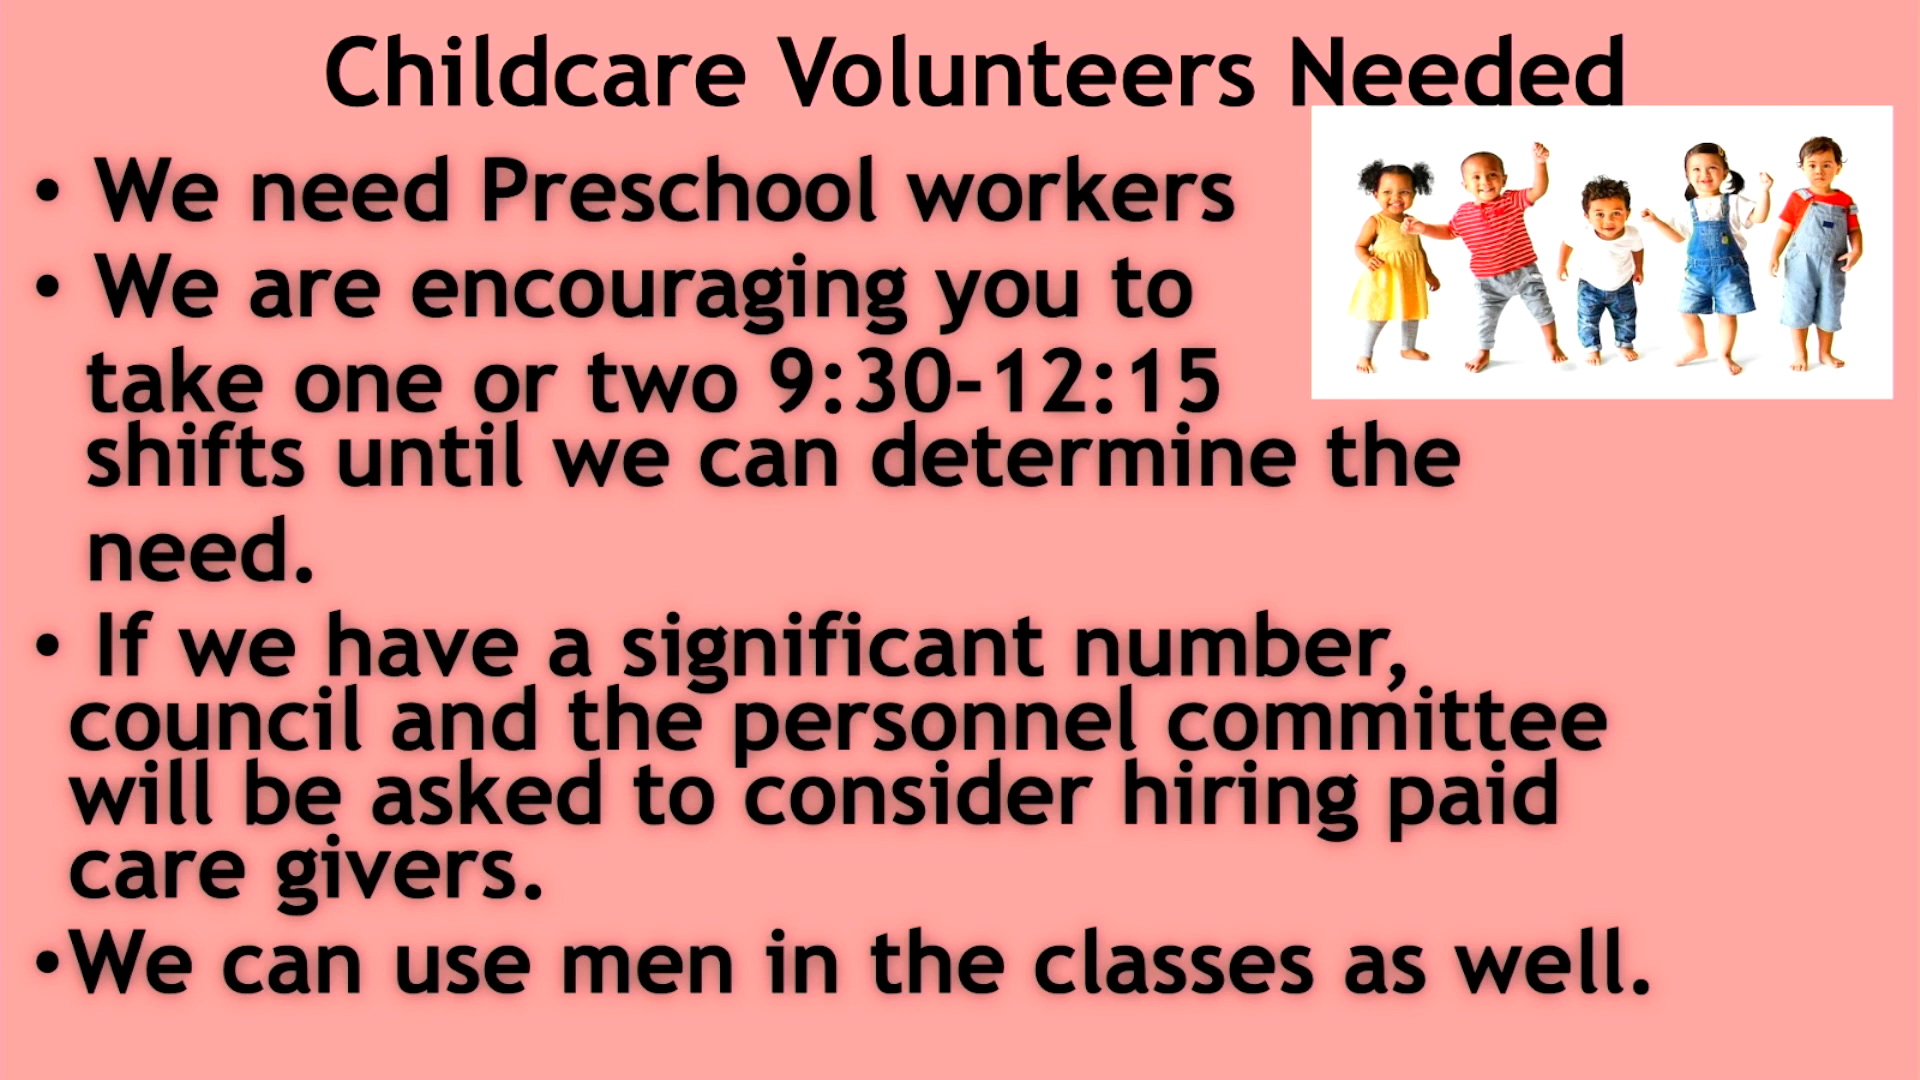 Childcare Volunteers Needed
• We need Preschool workers
• We are encouraging you to
take one or two 9:30-12:15
shifts until we can determine the
need.
• If we have a significant number,
council and the personnel committee
will be asked to consider hiring paid
care givers.
•We can use men in the classes as well.